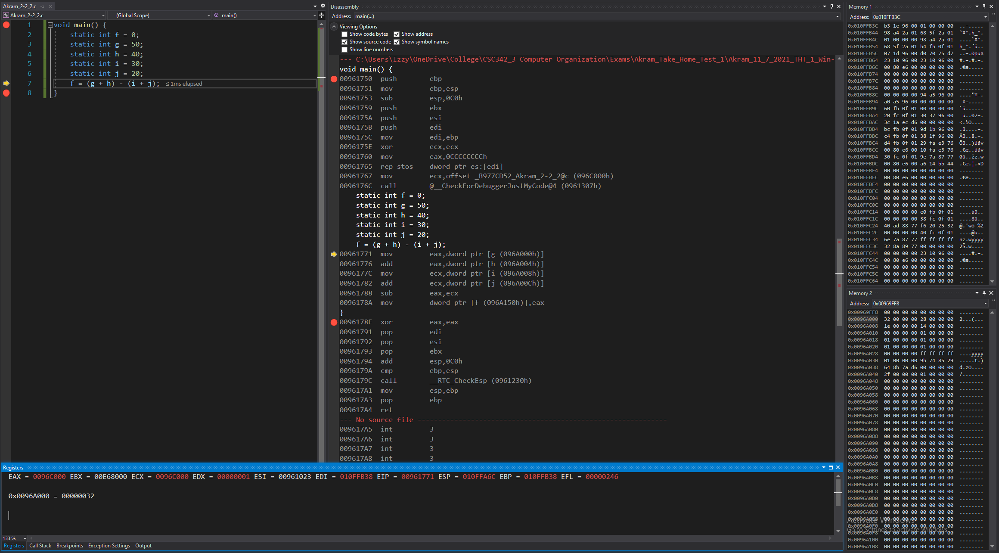 Akram_2-2_2.c
Akram_2-2_2.c (Global Scope) main()
1 void main() {
2 static int f = 0;
3 static int g = 50;
4 static int h = 40;
5 static int i = 30;
6 static int j = 20;
7 f = (g + h) - (i + j); ≤ 1ms elapsed
8 }
Disassembly
Address: main(...)
Viewing Options
Show code bytes Show address
Show source code Show symbol names
Show line numbers
--- C:\Users\Izzy\OneDrive\College\CSC342_3 Computer Organization\Exams\Akram_Take_Home_Test_1\Akram_11_7_2021_THT_1_Win-
void main() {
00961750 push ebp
00961751 mov ebp,esp
00961753 sub esp,0C0h
00961759 push ebx
0096175A push esi
0096175B push edi
0096175C mov edi,ebp
0096175E xor ecx,ecx
00961760 mov eax,0CCCCCCCCh
00961765 rep stos dword ptr es:[edi]
00961767 mov ecx,offset _B977CD52_Akram_2-2_2@c (096C000h)
0096176C call @__CheckForDebuggerJustMyCode@4 (0961307h)
static int f = 0;
static int g = 50;
static int h = 40;
static int i = 30;
static int j = 20;
f = (g + h) - (i + j);
00961771 mov eax,dword ptr [g (096A000h)]
00961776 add eax,dword ptr [h (096A004h)]
0096177C mov ecx,dword ptr [i (096A008h)]
00961782 add ecx,dword ptr [j (096A00Ch)]
00961788 sub eax,ecx
0096178A mov dword ptr [f (096A150h)],eax
}
0096178F xor eax,eax
00961791 pop edi
00961792 pop esi
00961793 pop ebx
00961794 add esp,0C0h
0096179A cmp ebp,esp
0096179C call __RTC_CheckEsp (0961230h)
009617A1 mov esp,ebp
009617A3 pop ebp
009617A4 ret
--- No source file -------------------------------------------------------------
009617A5 int 3
009617A6 int 3
009617A7 int 3
009617A8 int 3
Memory 1
Address: 0x010FFB3C
0x010FFB3C b3 1e 96 00 01 00 00 00 ..–.....
0x010FFB44 98 a4 2a 01 68 5f 2a 01 ˜¤*.h_*.
0x010FFB4C 01 00 00 00 98 a4 2a 01 ....˜¤*.
0x010FFB54 68 5f 2a 01 b4 fb 0f 01 h_*.´û..
0x010FFB5C 07 1d 96 00 d0 70 75 d7 ..–.Ðpu×
0x010FFB64 23 10 96 00 23 10 96 00 #.–.#.–.
0x010FFB6C 00 80 e6 00 00 00 00 00 .€æ.....
0x010FFB74 00 00 00 00 00 00 00 00 ........
0x010FFB7C 00 00 00 00 00 00 00 00 ........
0x010FFB84 00 00 00 00 00 00 00 00 ........
0x010FFB8C 00 00 00 00 94 a5 96 00 ....”¥–.
0x010FFB94 a0 a5 96 00 00 00 00 00 ¥–.....
0x010FFB9C 60 fb 0f 01 00 00 00 00 `û......
0x010FFBA4 20 fc 0f 01 30 37 96 00 ü..07–.
0x010FFBAC 3c 1a ec d6 00 00 00 00 <.ìÖ....
0x010FFBB4 bc fb 0f 01 9d 1b 96 00 .û....–.
0x010FFBBC c4 fb 0f 01 38 1f 96 00 Äû..8.–.
0x010FFBC4 d4 fb 0f 01 29 fa e3 76 Ôû..)úãv
0x010FFBCC 00 80 e6 00 10 fa e3 76 .€æ..úãv
0x010FFBD4 30 fc 0f 01 9e 7a 87 77 0ü..žz.w
0x010FFBDC 00 80 e6 00 a6 14 bb 44 .€æ.¦.»D
0x010FFBE4 00 00 00 00 00 00 00 00 ........
0x010FFBEC 00 80 e6 00 00 00 00 00 .€æ.....
0x010FFBF4 00 00 00 00 00 00 00 00 ........
0x010FFBFC 00 00 00 00 00 00 00 00 ........
0x010FFC04 00 00 00 00 00 00 00 00 ........
0x010FFC0C 00 00 00 00 00 00 00 00 ........
0x010FFC14 00 00 00 00 e0 fb 0f 01 ....àû..
0x010FFC1C 00 00 00 00 38 fc 0f 01 ....8ü..
0x010FFC24 40 ad 88 77 f6 20 25 32 @.ˆwö %2
0x010FFC2C 00 00 00 00 40 fc 0f 01 ....@ü..
0x010FFC34 6e 7a 87 77 ff ff ff ff nz.wÿÿÿÿ
0x010FFC3C 32 8a 89 77 00 00 00 00 2Š.w....
0x010FFC44 00 00 00 00 23 10 96 00 ....#.–.
0x010FFC4C 00 80 e6 00 00 00 00 00 .€æ.....
0x010FFC54 00 00 00 00 00 00 00 00 ........
0x010FFC5C 00 00 00 00 00 00 00 00 ........
0x010FFC64 00 00 00 00 00 00 00 00 ........
Memory 2
Address: 0x00969FF8
0x00969FF8 00 00 00 00 00 00 00 00 ........
0x0096A000 32 00 00 00 28 00 00 00 2...(...
0x0096A008 1e 00 00 00 14 00 00 00 ........
0x0096A010 00 00 00 00 01 00 00 00 ........
0x0096A018 01 00 00 00 01 00 00 00 ........
0x0096A020 01 00 00 00 01 00 00 00 ........
0x0096A028 00 00 00 00 ff ff ff ff ....ÿÿÿÿ
0x0096A030 01 00 00 00 9b 74 85 29 .....t.)
0x0096A038 64 8b 7a d6 00 00 00 00 d.zÖ....
0x0096A040 2f 00 00 00 01 00 00 00 /.......
0x0096A048 00 00 00 00 00 00 00 00 ........
0x0096A050 00 00 00 00 00 00 00 00 ........
0x0096A058 00 00 00 00 00 00 00 00 ........
0x0096A060 00 00 00 00 00 00 00 00 ........
0x0096A068 00 00 00 00 00 00 00 00 ........
0x0096A070 00 00 00 00 00 00 00 00 ........
0x0096A078 00 00 00 00 00 00 00 00 ........
0x0096A080 00 00 00 00 00 00 00 00 ........
0x0096A088 00 00 00 00 00 00 00 00 ........
0x0096A090 00 00 00 00 00 00 00 00 ........
0x0096A098 00 00 00 00 00 00 00 00 ........
0x0096A0A0 00 00 00 00 00 00 00 00 ........
0x0096A0A8 00 00 00 00 00 00 00 00 ........
0x0096A0B0 00 00 00 00 00 00 00 00 ........
0x0096A0B8 00 00 00 00 00 00 00 00 ........
0x0096A0C0 00 00 00 00 00 00 00 00 ........
0x0096A0C8 00 00 00 00 00 00 00 00 ........
0x0096A0D0 00 00 00 00 00 00 00 00 ........
0x0096A0D8 00 00 00 00 00 00 00 00 ........
0x0096A0E0 00 00 00 00 00 00 00 00 ........
0x0096A0E8 00 00 00 00 00 00 00 00 ........
0x0096A0F0 00 00 00 00 00 00 00 00 ........
0x0096A0F8 00 00 00 00 00 00 00 00 ........
0x0096A100 00 00 00 00 00 00 00 00 ........
0x0096A108 00 00 00 00 00 00 00 00 ........
Activate Windows
Go to Settings to activate Windows.
Registers
EAX = 0096C000 EBX = 00E68000 ECX = 0096C000 EDX = 00000001 ESI = 00961023 EDI = 010FFB38 EIP = 00961771 ESP = 010FFA6C EBP = 010FFB38 EFL = 00000246
0x0096A000 = 00000032
133 %
Registers Call Stack Breakpoints Exception Settings Output